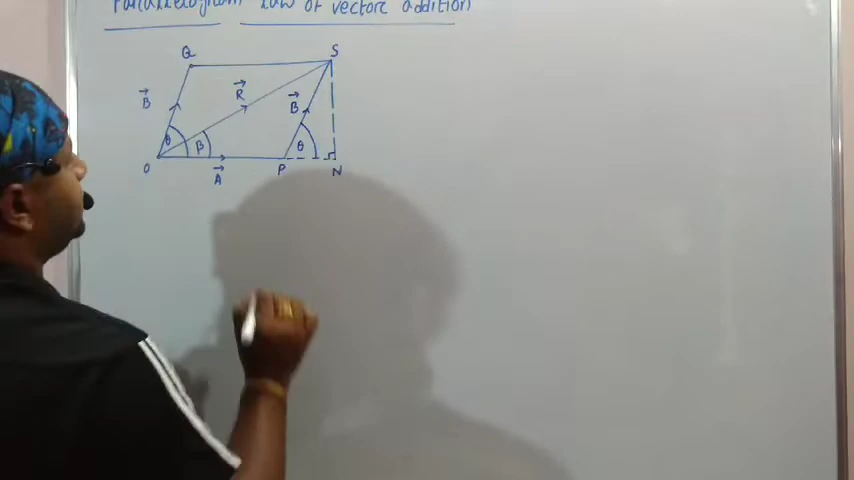 Parallelogram Law of vector addition
Q S
B⃗ R⃗ B⃗
θ β θ
O A⃗ P N